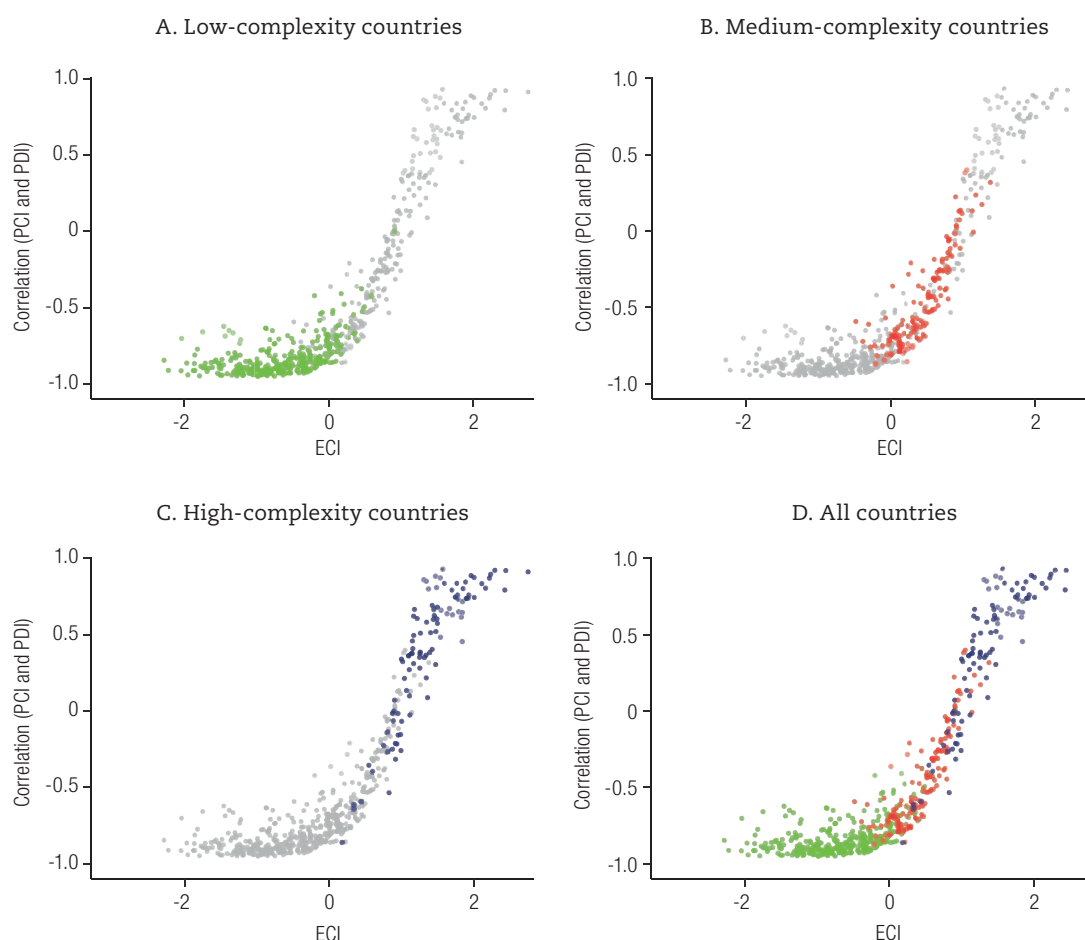 A. Low-complexity countries
Correlation (PCI and PDI)
1.0
0.5
0
-0.5
-1.0
-2
0
2
ECI
B. Medium-complexity countries
Correlation (PCI and PDI)
1.0
0.5
0
-0.5
-1.0
-2
0
2
ECI
C. High-complexity countries
Correlation (PCI and PDI)
1.0
0.5
0
-0.5
-1.0
-2
0
2
ECI
D. All countries
Correlation (PCI and PDI)
1.0
0.5
0
-0.5
-1.0
-2
0
2
ECI